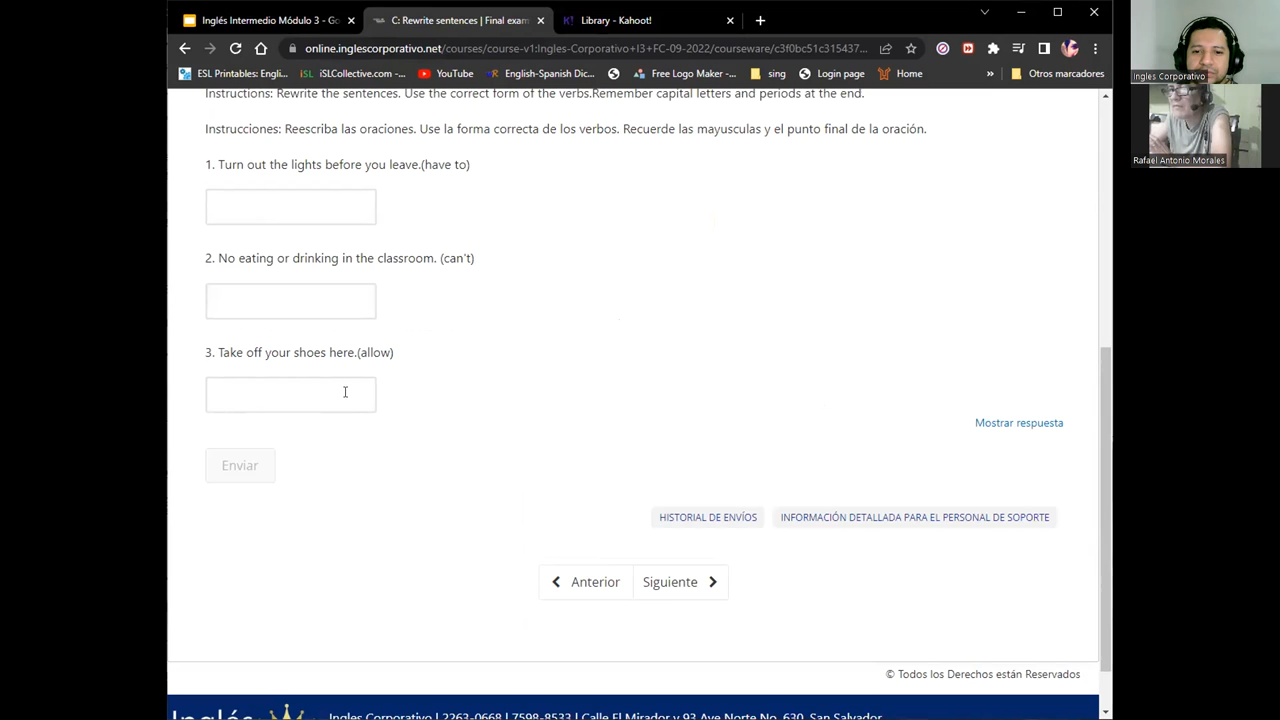 Inglés Intermedio Módulo 3 - Go
C: Rewrite sentences | Final exam
Library - Kahoot!
online.inglescorporativo.net/courses/course-v1:Ingles-Corporativo+I3+FC-09-2022/courseware/c3f0bc51c315437...
ESL Printables: Engli...
iSLCollective.com -...
YouTube
English-Spanish Dic...
Free Logo Maker -...
sing
Login page
Home
»
Otros marcadores
Ingles Corporativo
Rafael Antonio Morales
Instructions: Rewrite the sentences. Use the correct form of the verbs.Remember capital letters and periods at the end.
Instrucciones: Reescriba las oraciones. Use la forma correcta de los verbos. Recuerde las mayusculas y el punto final de la oración.
1. Turn out the lights before you leave.(have to)
2. No eating or drinking in the classroom. (can't)
3. Take off your shoes here.(allow)
Mostrar respuesta
Enviar
HISTORIAL DE ENVÍOS
INFORMACIÓN DETALLADA PARA EL PERSONAL DE SOPORTE
Anterior
Siguiente
© Todos los Derechos están Reservados
Inglés
Ingles Corporativo | 2263-0668 | 7598-8533 | Calle El Mirador y 93 Ave Norte No. 630, San Salvador